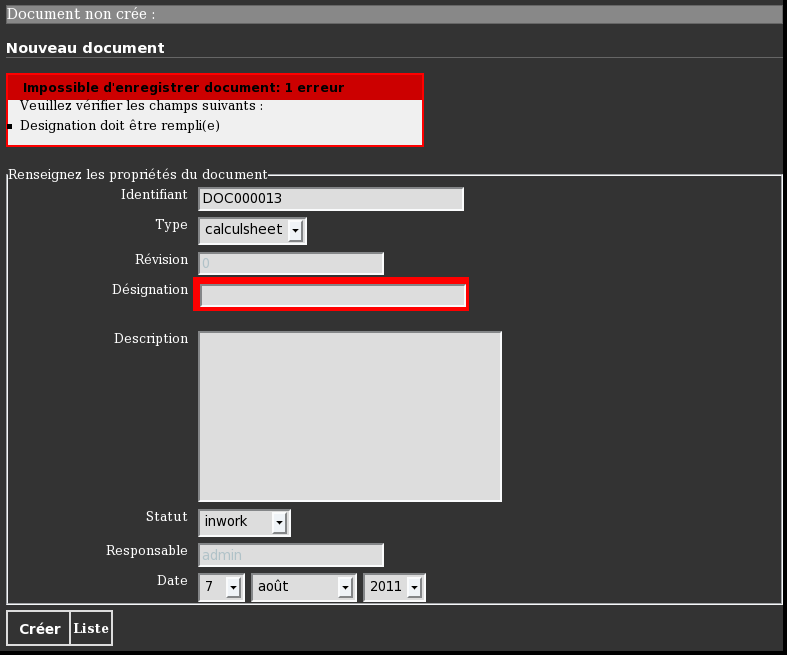 Document non crée :
Nouveau document
Impossible d'enregistrer document: 1 erreur
Veuillez vérifier les champs suivants :
Designation doit être rempli(e)
Renseignez les propriétés du document
Identifiant DOC000013
Type calculsheet
Révision 0
Désignation
Description
Statut inwork
Responsable admin
Date 7 août 2011
Créer Liste